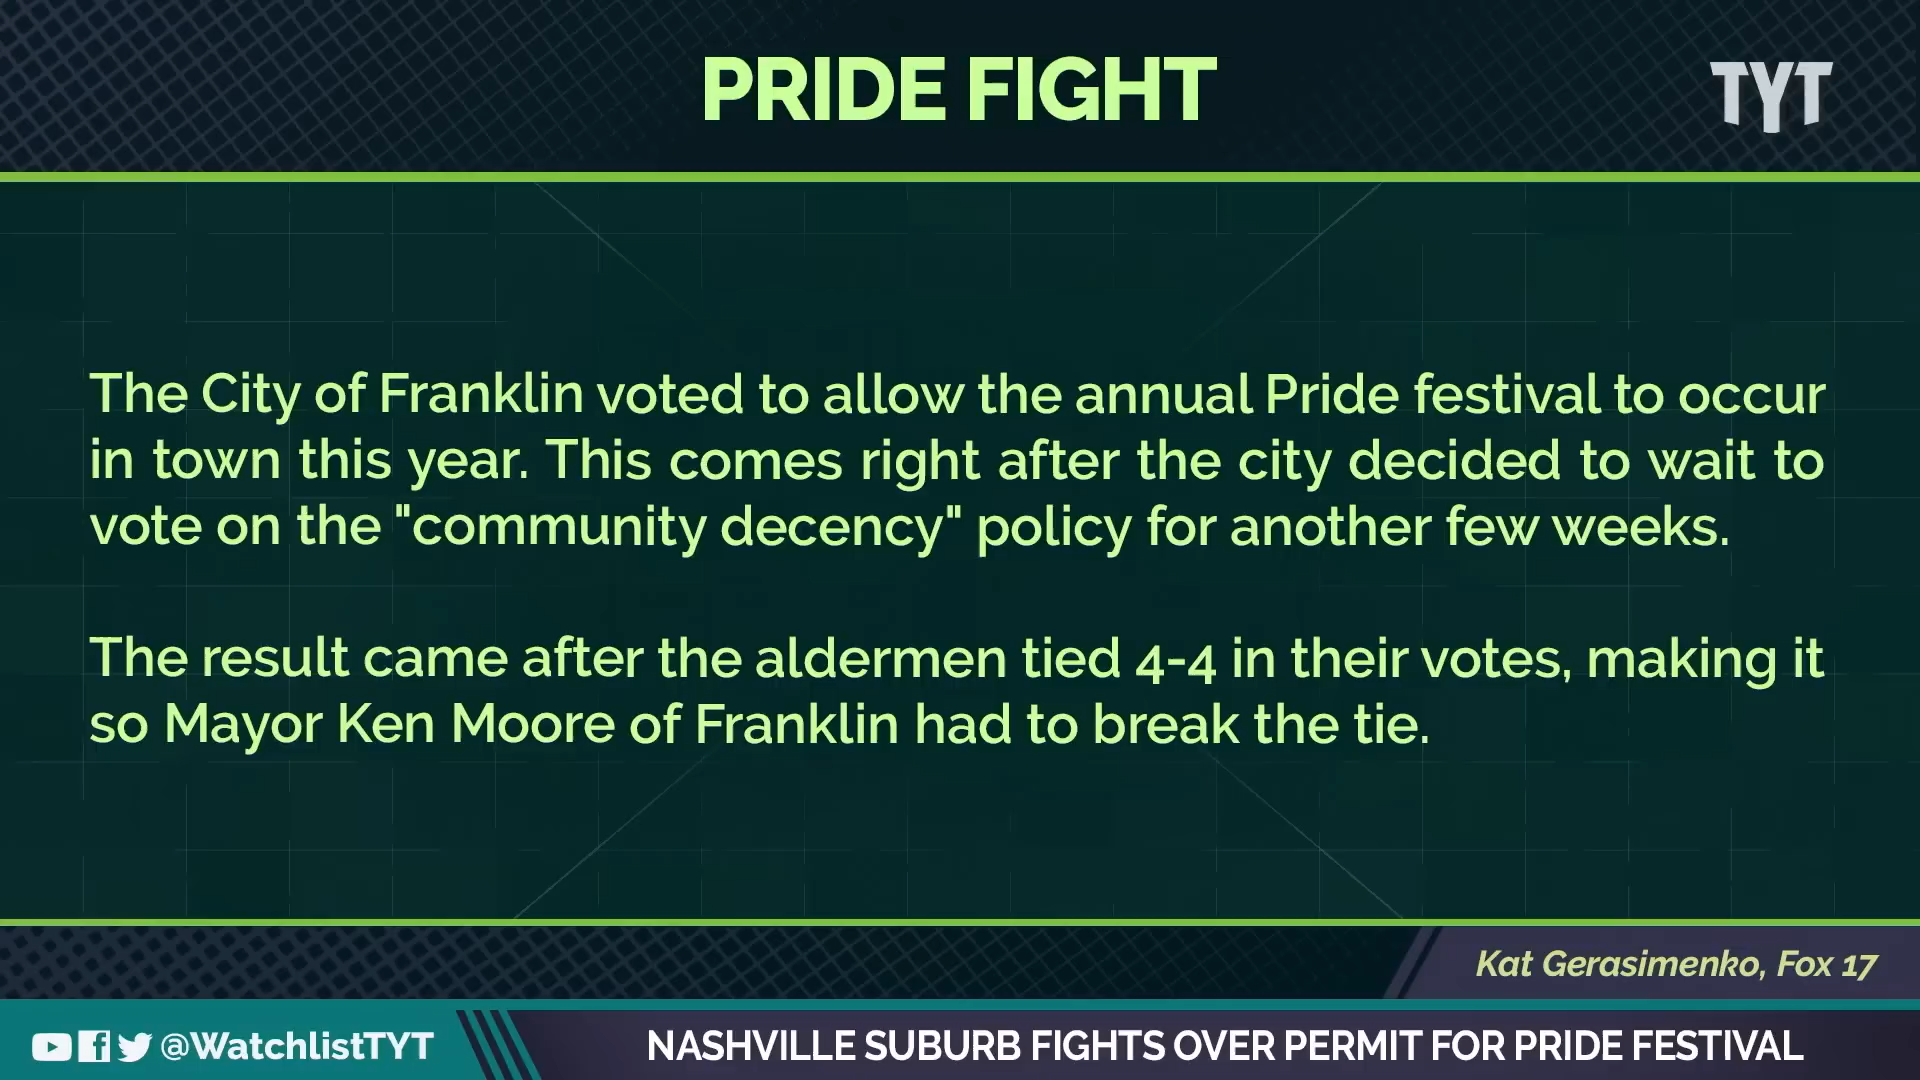 PRIDE FIGHT
TYT
The City of Franklin voted to allow the annual Pride festival to occur
in town this year. This comes right after the city decided to wait to
vote on the "community decency" policy for another few weeks.
The result came after the aldermen tied 4-4 in their votes, making it
so Mayor Ken Moore of Franklin had to break the tie.
Kat Gerasimenko, Fox 17
@WatchlistTYT
NASHVILLE SUBURB FIGHTS OVER PERMIT FOR PRIDE FESTIVAL